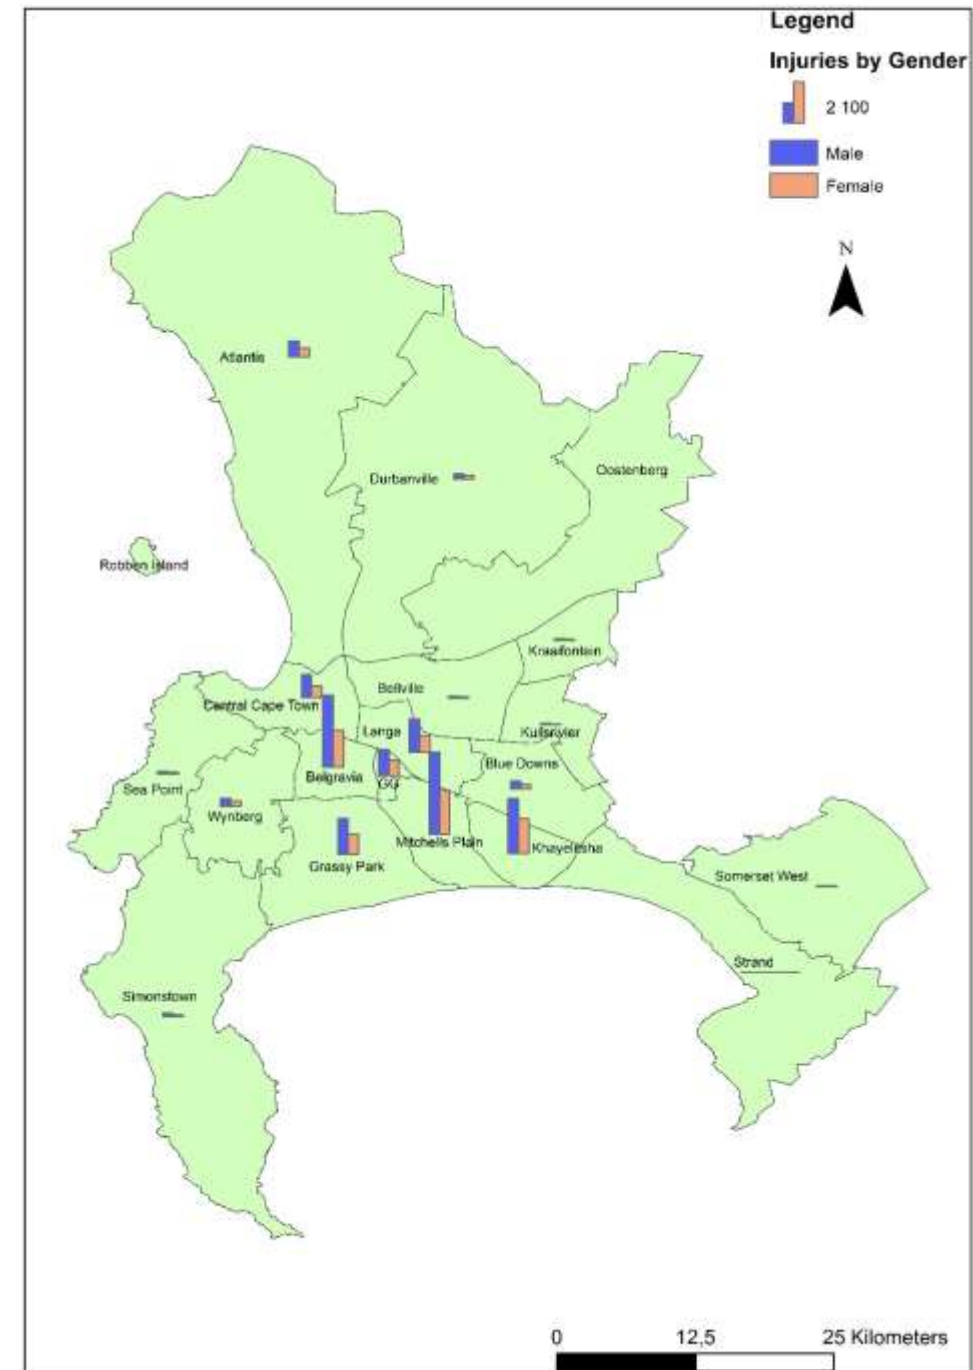 Legend
Injuries by Gender
2 100
Male
Female
N
Atlantis
Durbanville
Oostenberg
Robben Island
Kraaifontein
Bellville
Central Cape Town
Langa
Kuilsrivier
Blue Downs
Sea Point
Belgravia
GG
Wynberg
Mitchells Plain
Khayelitsha
Grassy Park
Somerset West
Strand
Simonstown
0 12,5 25 Kilometers